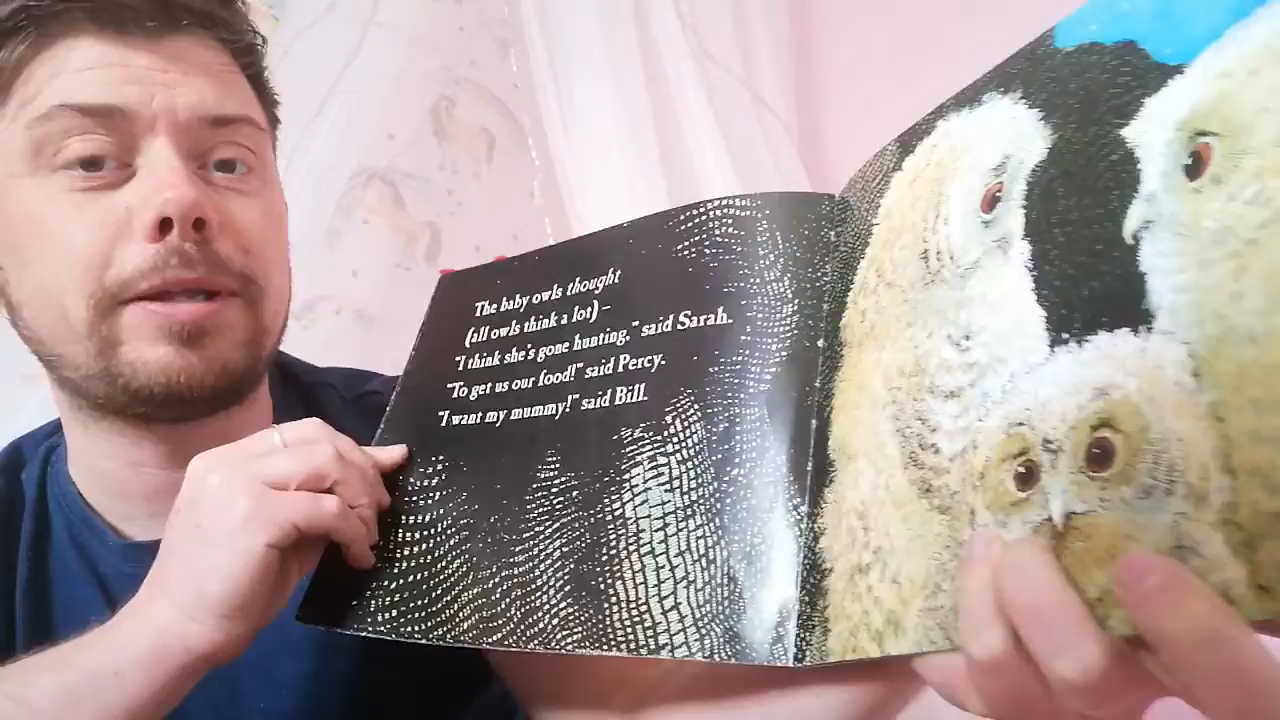 The baby owls thought
(all owls think a lot) –
"I think she's gone hunting," said Sarah.
"To get us our food!" said Percy.
"I want my mummy!" said Bill.